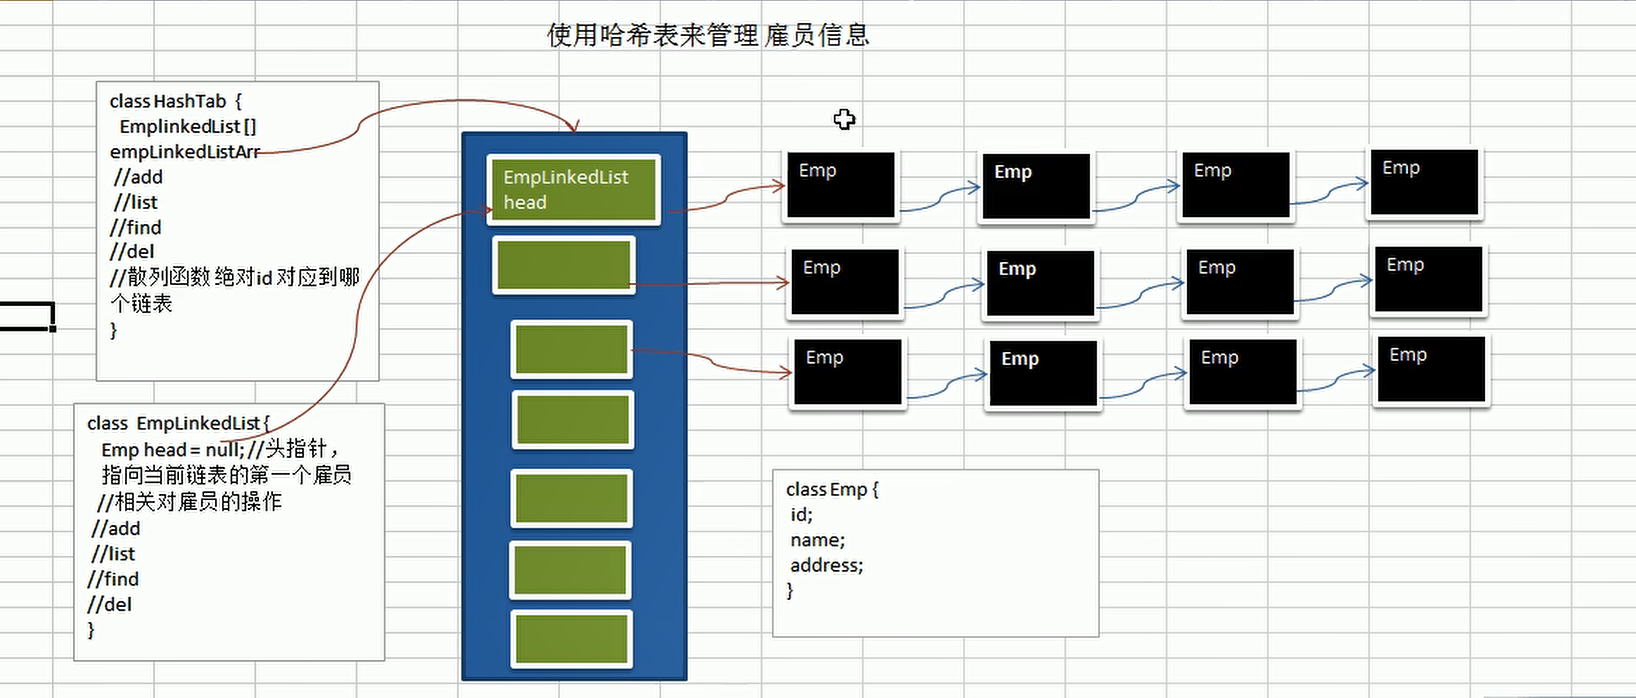 使用哈希表来管理 雇员信息
class HashTab {
EmplinkedList []
empLinkedListArr
//add
//list
//find
//del
//散列函数 绝对id 对应到哪
个链表
}
class EmpLinkedList{
Emp head = null; //头指针，
指向当前链表的第一个雇员
//相关对雇员的操作
//add
//list
//find
//del
}
EmpLinkedList
head
Emp
Emp
Emp
Emp
Emp
Emp
Emp
Emp
Emp
Emp
Emp
Emp
class Emp {
id;
name;
address;
}